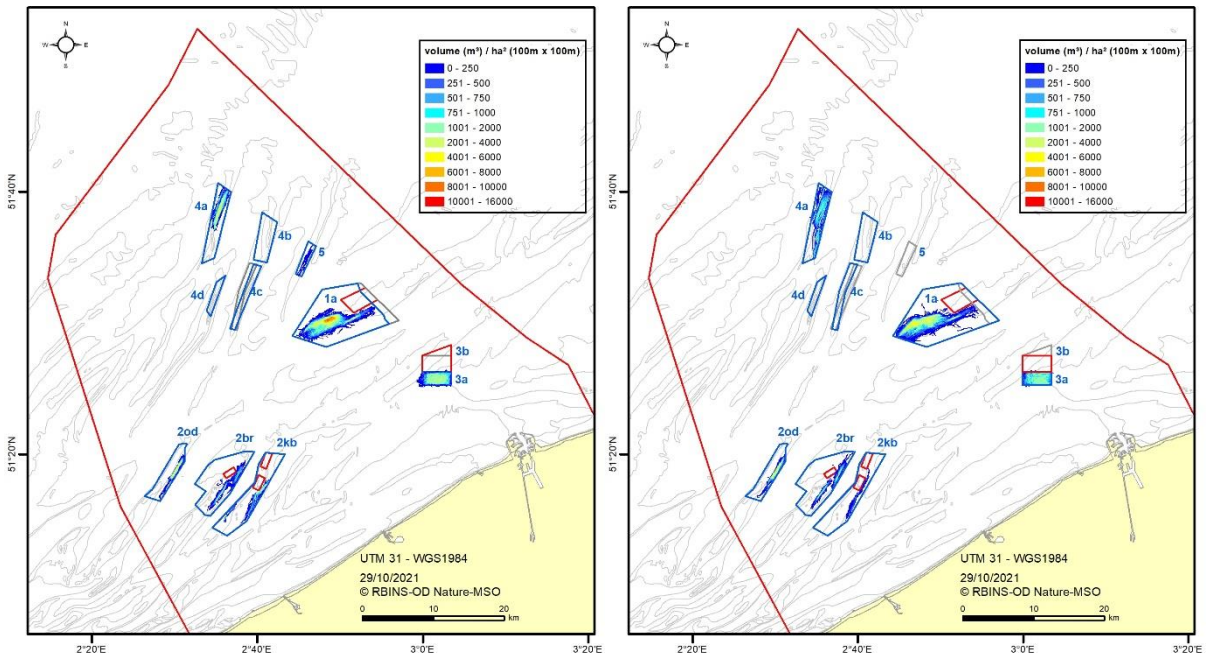 N
W E
S
volume (m³) / ha² (100m x 100m)
0 - 250
251 - 500
501 - 750
751 - 1000
1001 - 2000
2001 - 4000
4001 - 6000
6001 - 8000
8001 - 10000
10001 - 16000
51°40'N
4a
4b
5
4d
4c
1a
3b
3a
51°20'N
2od
2br
2kb
UTM 31 - WGS1984
29/10/2021
© RBINS-OD Nature-MSO
0 10 20
km
2°20'E 2°40'E 3°0'E 3°20'E
N
W E
S
volume (m³) / ha² (100m x 100m)
0 - 250
251 - 500
501 - 750
751 - 1000
1001 - 2000
2001 - 4000
4001 - 6000
6001 - 8000
8001 - 10000
10001 - 16000
4a
4b
5
4d
4c
1a
3b
3a
2od
2br
2kb
UTM 31 - WGS1984
29/10/2021
© RBINS-OD Nature-MSO
0 10 20
km
2°20'E 2°40'E 3°0'E 3°20'E